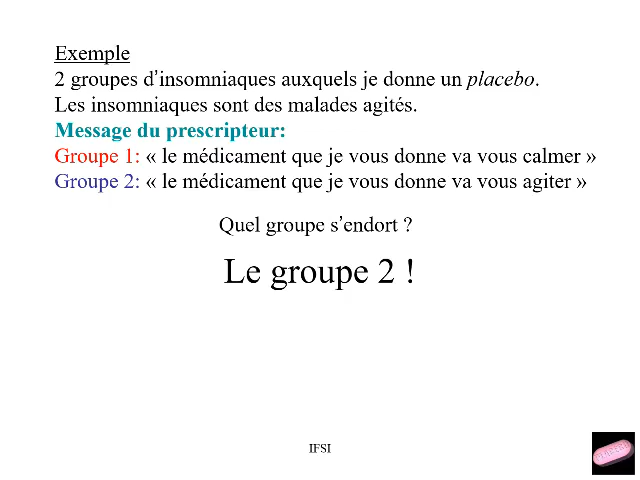 Exemple
2 groupes d’insomniaques auxquels je donne un placebo.
Les insomniaques sont des malades agités.
Message du prescripteur:
Groupe 1: « le médicament que je vous donne va vous calmer »
Groupe 2: « le médicament que je vous donne va vous agiter »
Quel groupe s’endort ?
Le groupe 2 !
IFSI